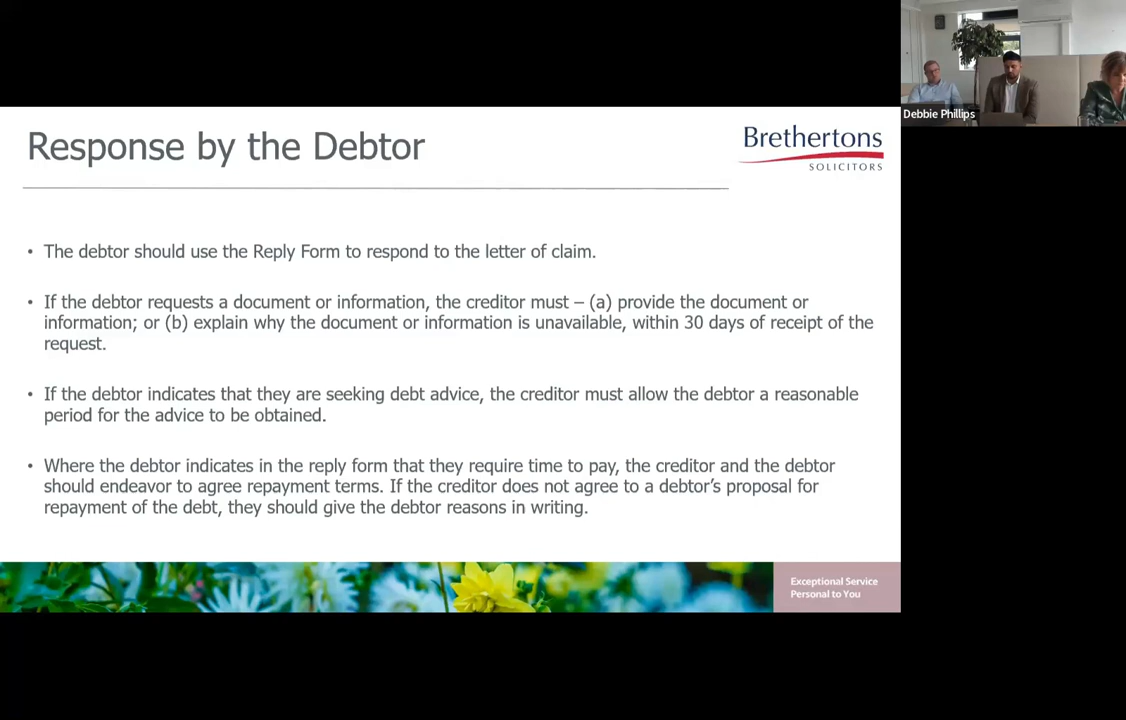 Debbie Phillips
Response by the Debtor
Brethertons
SOLICITORS
• The debtor should use the Reply Form to respond to the letter of claim.
• If the debtor requests a document or information, the creditor must – (a) provide the document or
information; or (b) explain why the document or information is unavailable, within 30 days of receipt of the
request.
• If the debtor indicates that they are seeking debt advice, the creditor must allow the debtor a reasonable
period for the advice to be obtained.
• Where the debtor indicates in the reply form that they require time to pay, the creditor and the debtor
should endeavor to agree repayment terms. If the creditor does not agree to a debtor's proposal for
repayment of the debt, they should give the debtor reasons in writing.
Exceptional Service
Personal to You